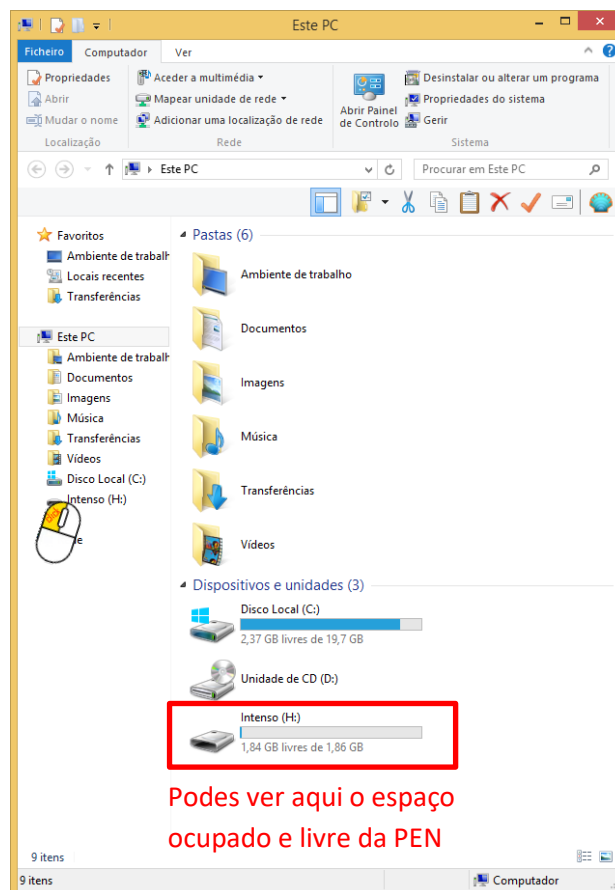 Este PC
Ficheiro Computador Ver
Propriedades
Abrir
Mudar o nome
Localização
Aceder a multimédia
Mapear unidade de rede
Adicionar uma localização de rede
Rede
Abrir Painel
de Controlo
Desinstalar ou alterar um programa
Propriedades do sistema
Gerir
Sistema
Este PC
Procurar em Este PC
Favoritos
Ambiente de trabalh
Locais recentes
Transferências
Este PC
Ambiente de trabalh
Documentos
Imagens
Música
Transferências
Vídeos
Disco Local (C:)
Intenso (H:)
Pastas (6)
Ambiente de trabalho
Documentos
Imagens
Música
Transferências
Vídeos
Dispositivos e unidades (3)
Disco Local (C:)
2,37 GB livres de 19,7 GB
Unidade de CD (D:)
Intenso (H:)
1,84 GB livres de 1,86 GB
Podes ver aqui o espaço
ocupado e livre da PEN
9 itens
9 itens
Computador